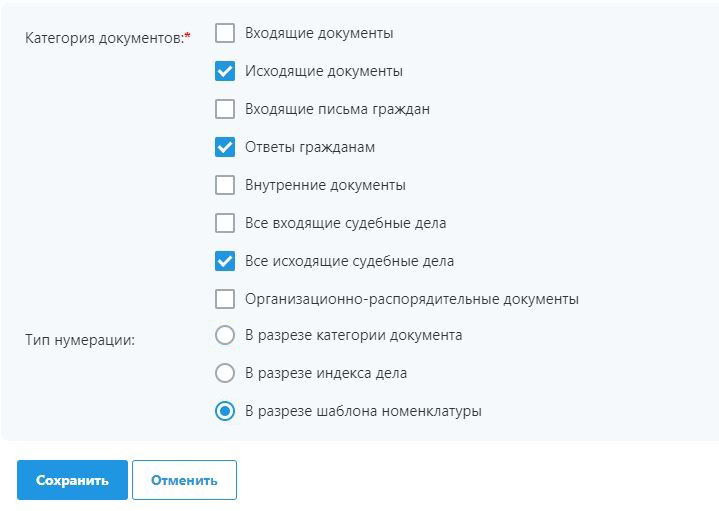 Категория документов:*
Входящие документы
Исходящие документы
Входящие письма граждан
Ответы гражданам
Внутренние документы
Все входящие судебные дела
Все исходящие судебные дела
Организационно-распорядительные документы
Тип нумерации:
В разрезе категории документа
В разрезе индекса дела
В разрезе шаблона номенклатуры
Сохранить
Отменить